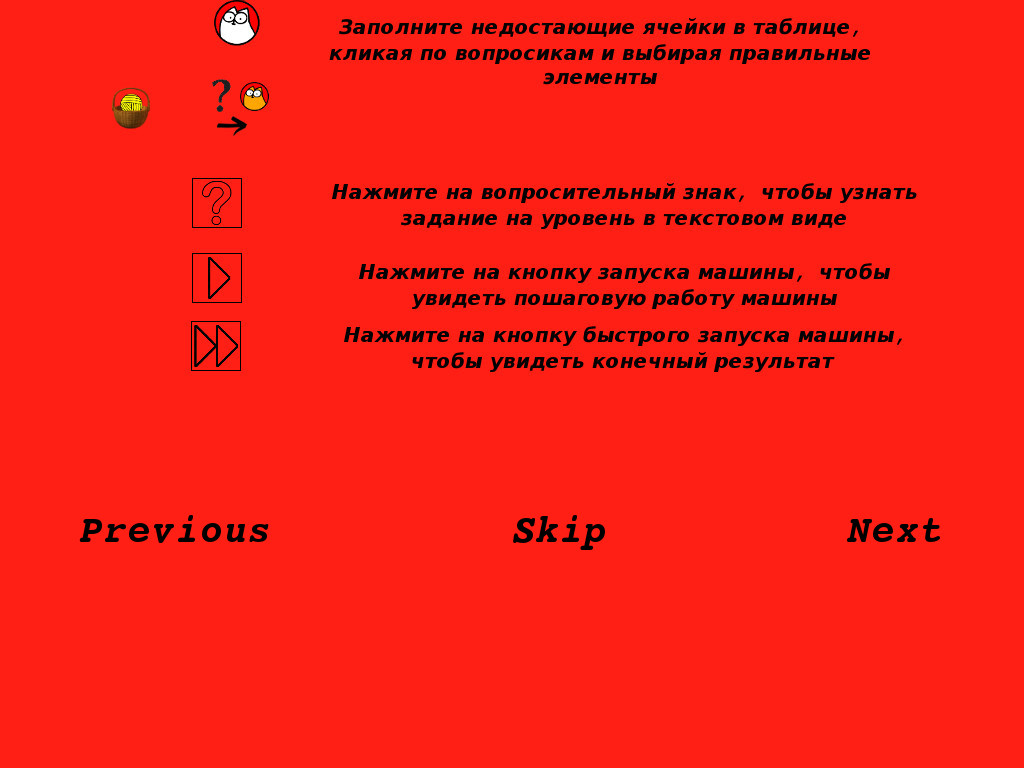 Заполните недостающие ячейки в таблице,
кликая по вопросикам и выбирая правильные
элементы
?
Нажмите на вопросительный знак, чтобы узнать
задание на уровень в текстовом виде
?
Нажмите на кнопку запуска машины, чтобы
увидеть пошаговую работу машины
Нажмите на кнопку быстрого запуска машины,
чтобы увидеть конечный результат
Previous
Skip
Next